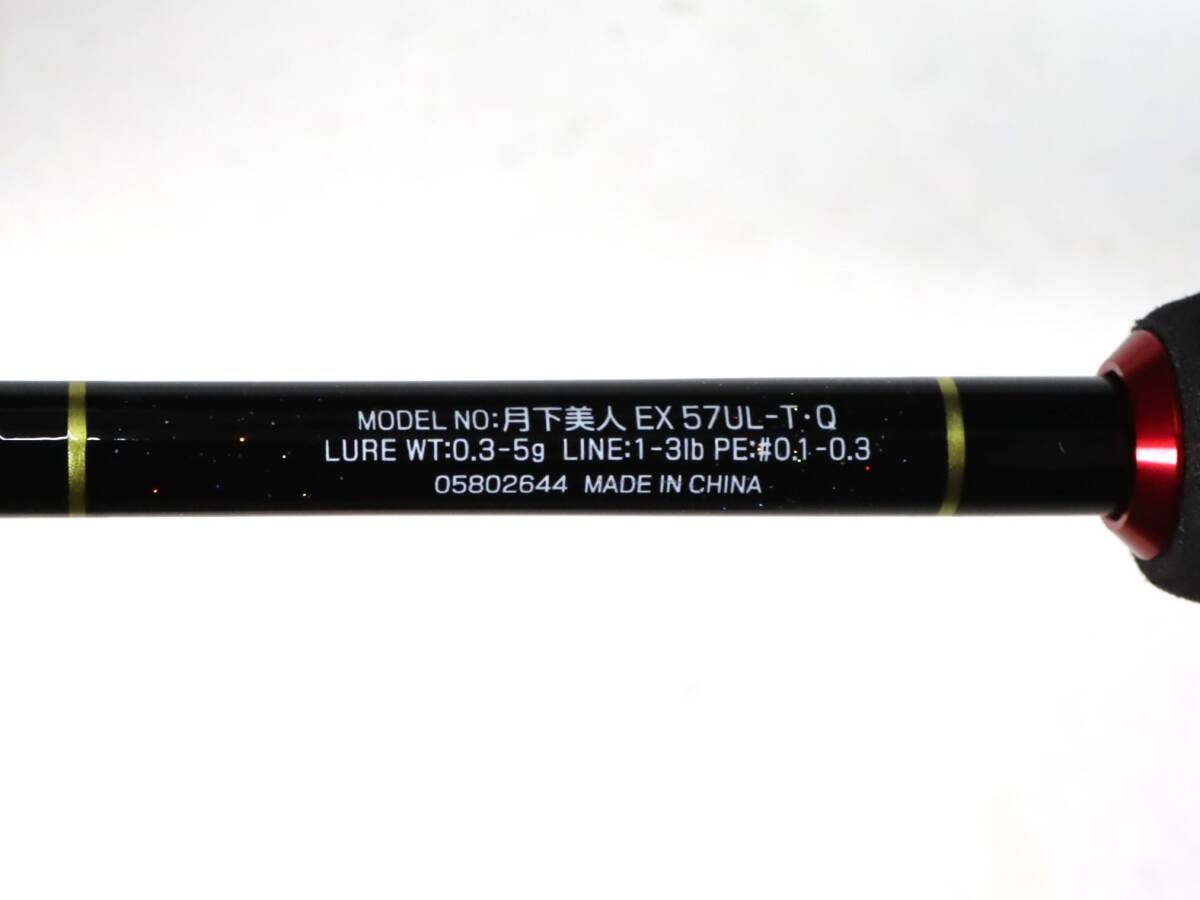 MODEL NO:月下美人 EX 57UL-T・Q
LURE WT:0.3-5g LINE:1-3lb PE:#0.1-0.3
05802644 MADE IN CHINA